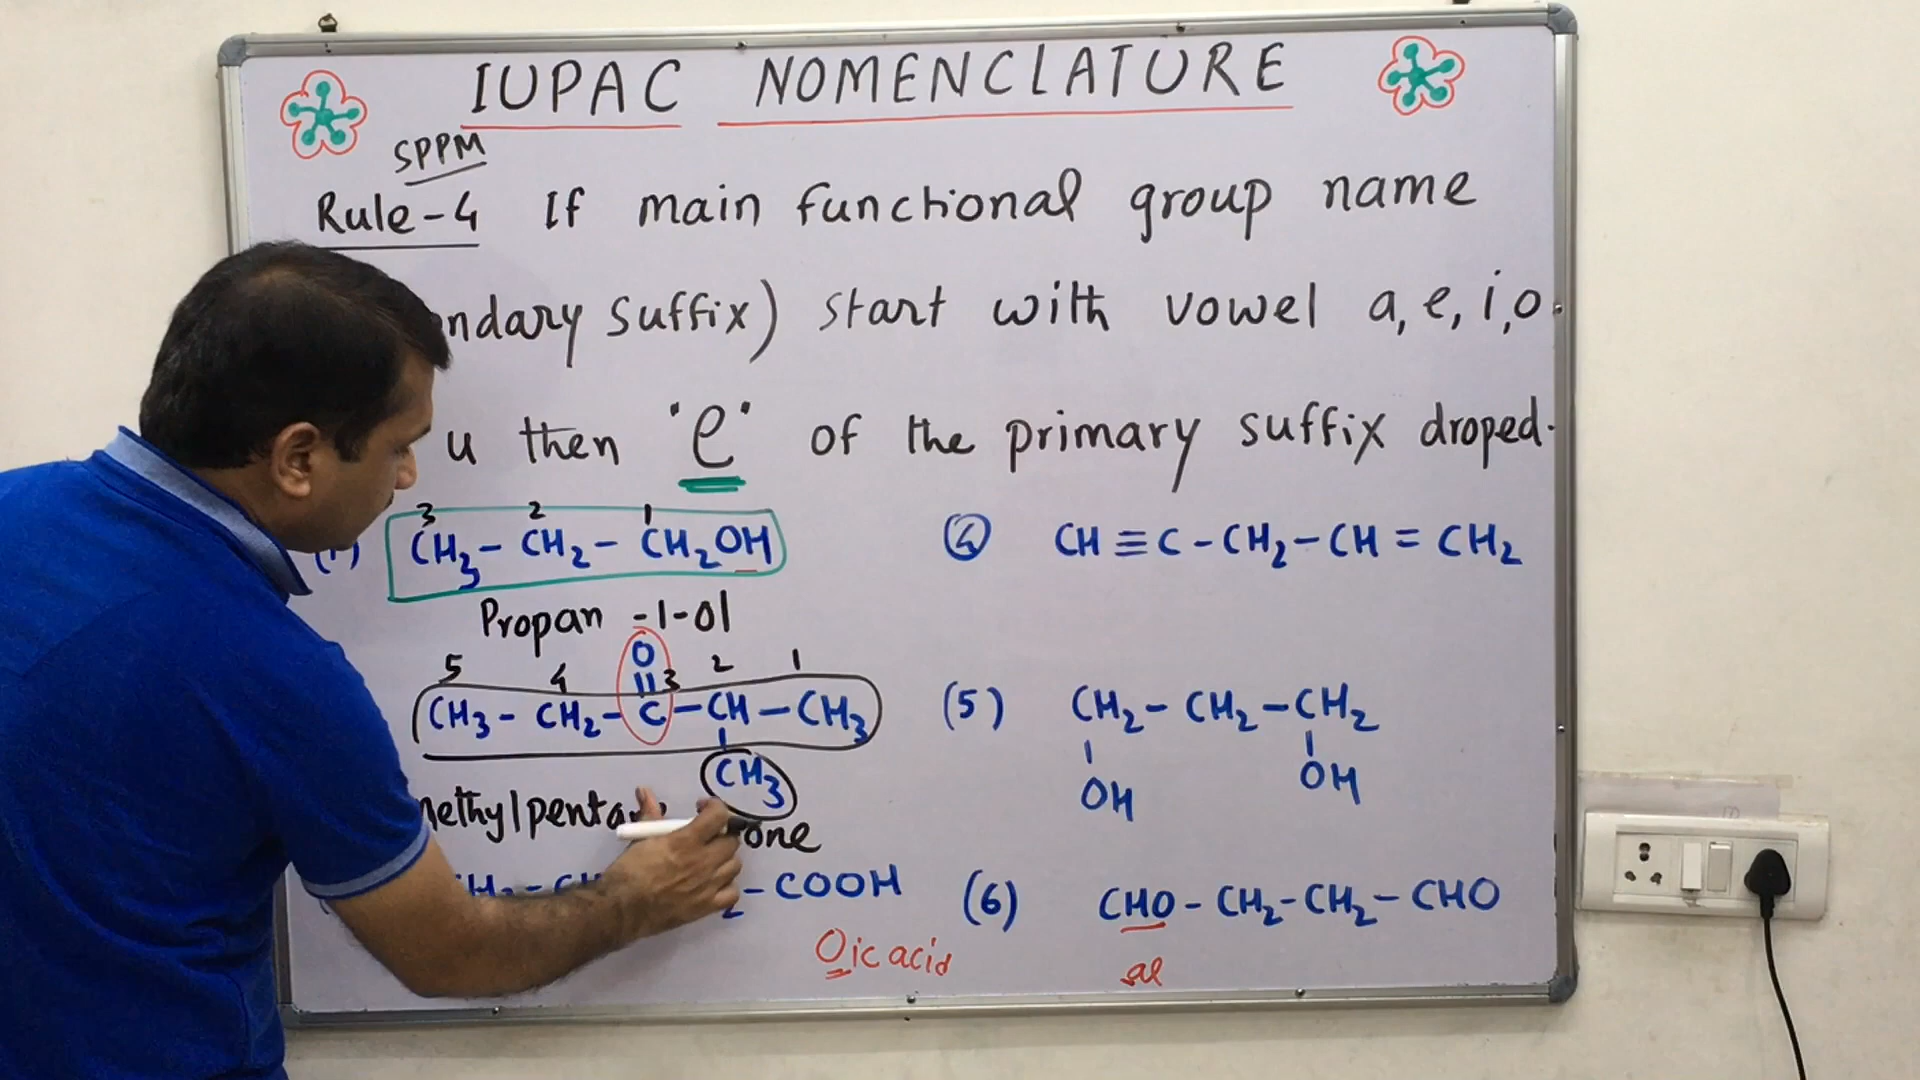 IUPAC NOMENCLATURE
SPPM
Rule-4 If main functional group name
ndary suffix) start with vowel a, e, i, o
u then 'e' of the primary suffix droped.
3 2 1
(1) CH3 - CH2 - CH2OH
Propan -1-ol
O
5 4 3 2 1
CH3 - CH2 - C - CH - CH3
CH3
methylpentan one
2 - COOH
Oic acid
④ CH ≡ C - CH2 - CH = CH2
(5) CH2 - CH2 - CH2
OH OH
(6) CHO - CH2 - CH2 - CHO
al